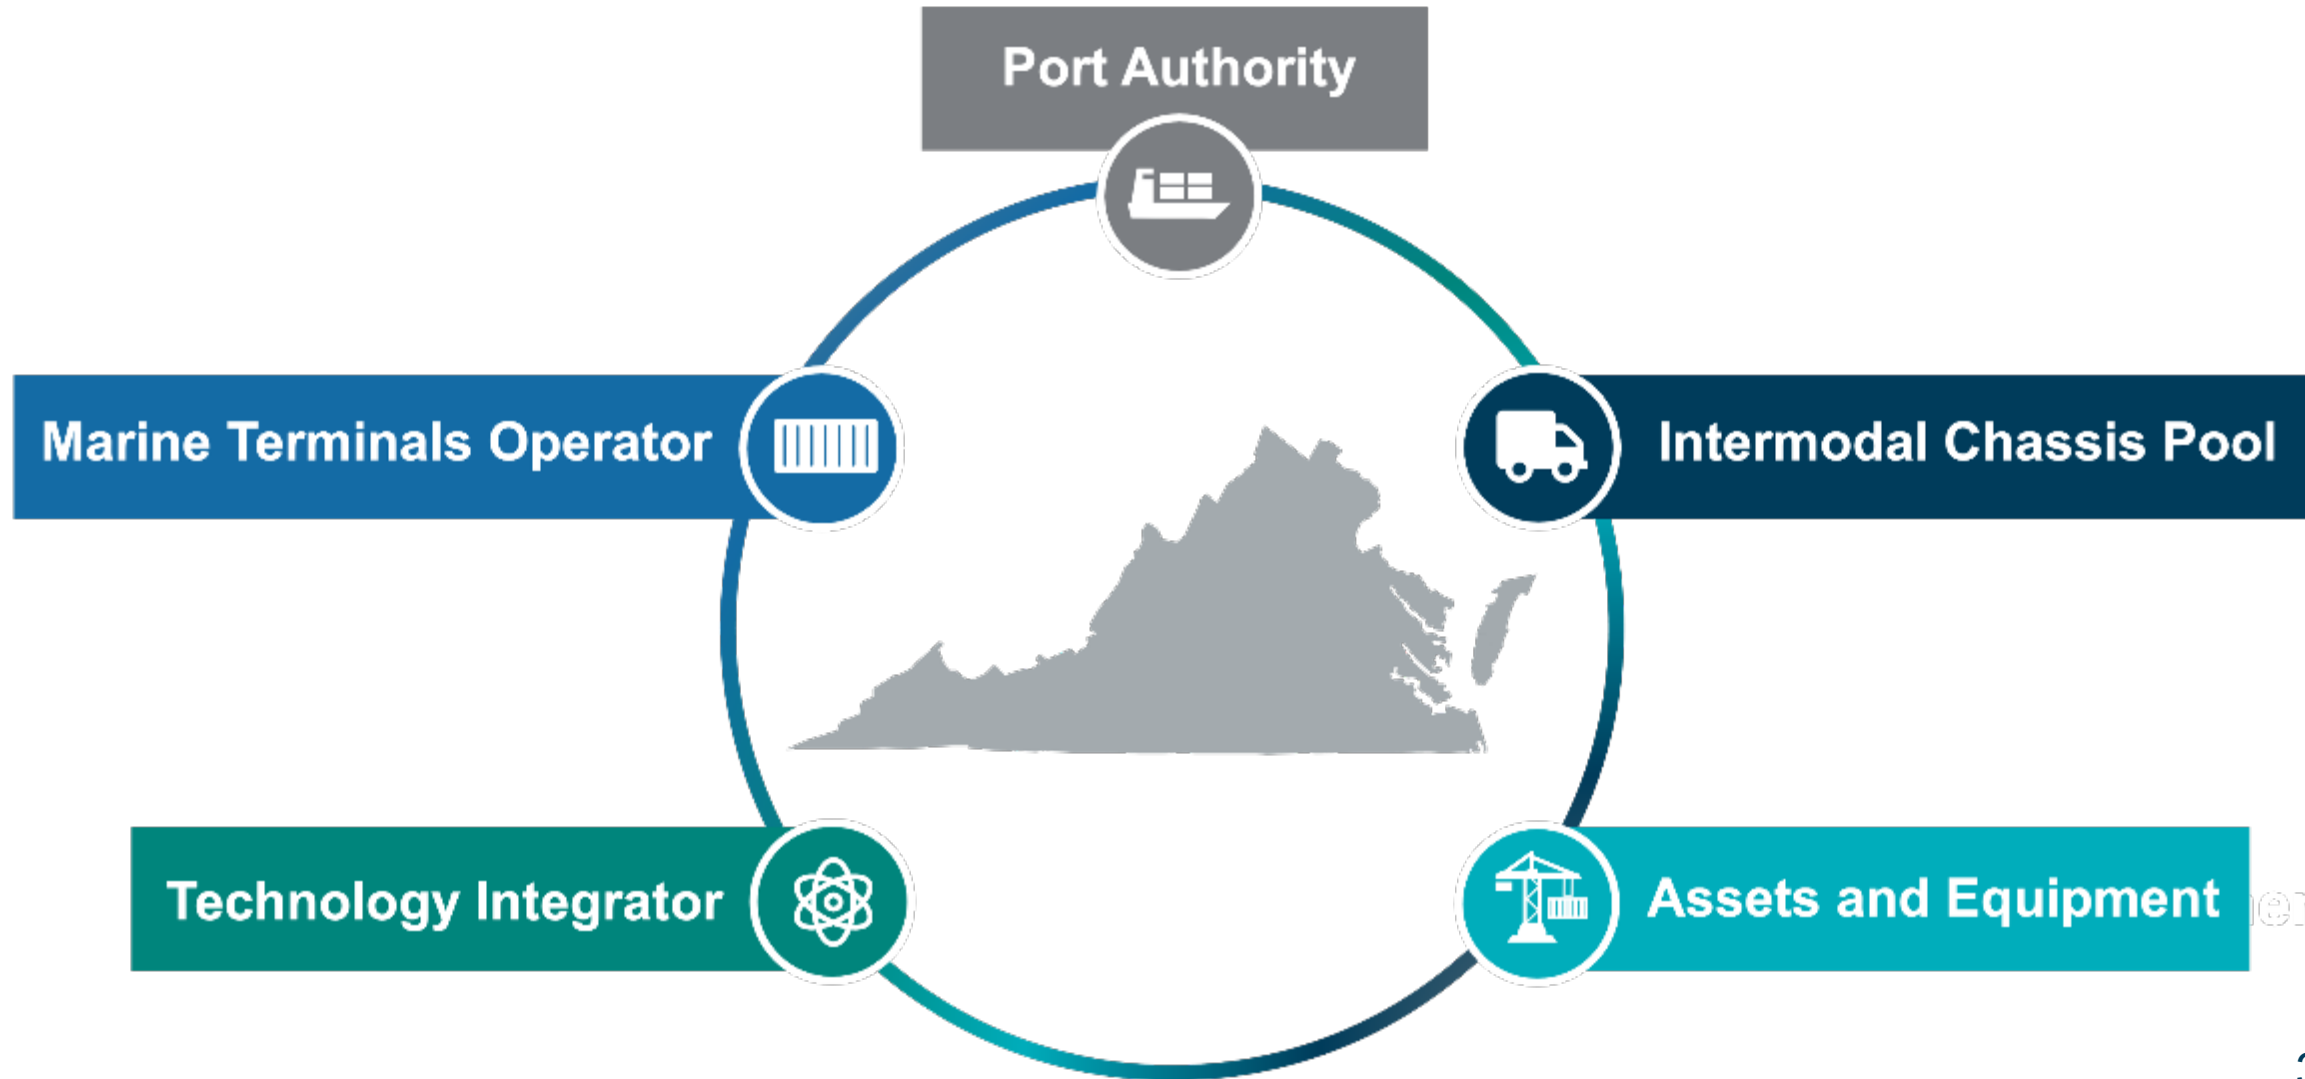 Port Authority
Marine Terminals Operator
Intermodal Chassis Pool
Technology Integrator
Assets and Equipment